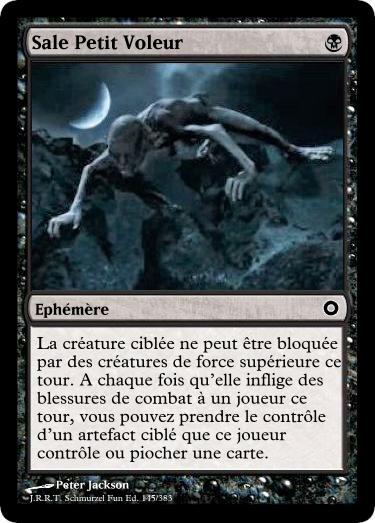 Sale Petit Voleur
Ephémère
La créature ciblée ne peut être bloquée
par des créatures de force supérieure ce
tour. A chaque fois qu'elle inflige des
blessures de combat à un joueur ce
tour, vous pouvez prendre le contrôle
d'un artefact ciblé que ce joueur
contrôle ou piocher une carte.
Peter Jackson
J.R.R.T. Schmurzel Fun Ed. 145/383